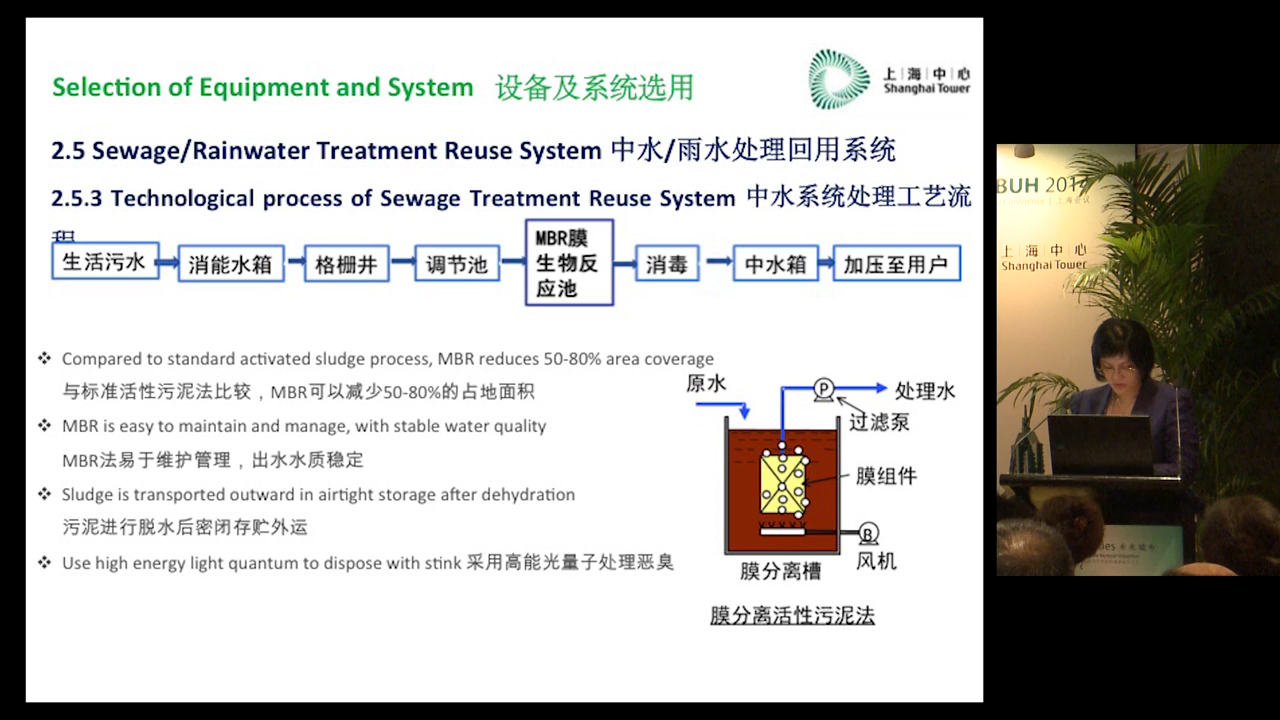 Selection of Equipment and System 设备及系统选用
上海中心
Shanghai Tower
2.5 Sewage/Rainwater Treatment Reuse System 中水/雨水处理回用系统
2.5.3 Technological process of Sewage Treatment Reuse System 中水系统处理工艺流
程
生活污水
消能水箱
格栅井
调节池
MBR膜
生物反
应池
消毒
中水箱
加压至用户
❖ Compared to standard activated sludge process, MBR reduces 50-80% area coverage
与标准活性污泥法比较，MBR可以减少50-80%的占地面积
❖ MBR is easy to maintain and manage, with stable water quality
MBR法易于维护管理，出水水质稳定
❖ Sludge is transported outward in airtight storage after dehydration
污泥进行脱水后密闭存贮外运
❖ Use high energy light quantum to dispose with stink 采用高能光量子处理恶臭
原水
P
处理水
过滤泵
膜组件
B
风机
膜分离槽
膜分离活性污泥法
BUH 2014
上海中心
Shanghai Tower